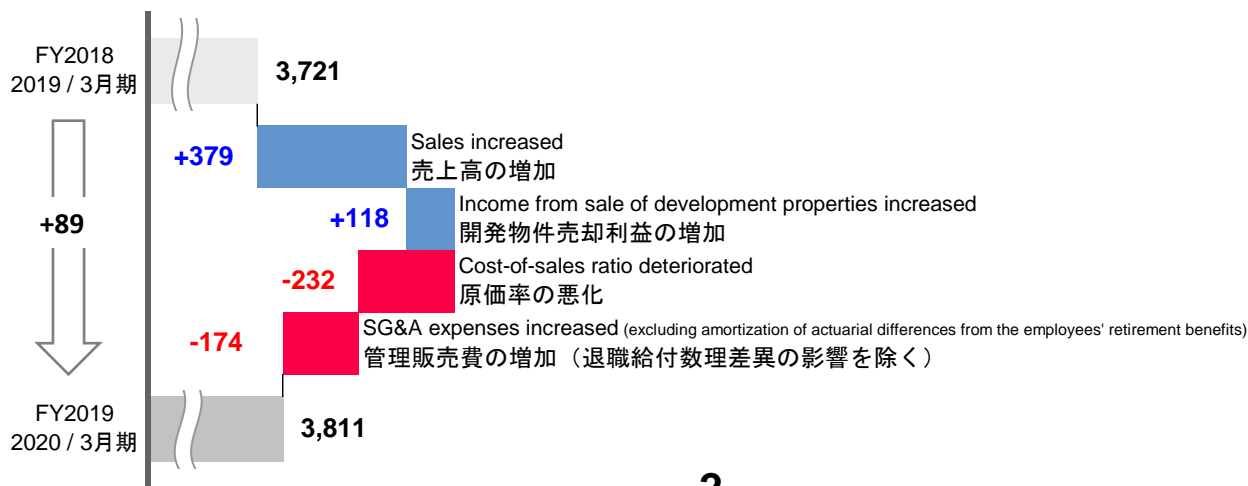 FY2018
2019 / 3月期
3,721
+379
Sales increased
売上高の増加
+118
Income from sale of development properties increased
開発物件売却利益の増加
+89
-232
Cost-of-sales ratio deteriorated
原価率の悪化
-174
SG&A expenses increased (excluding amortization of actuarial differences from the employees' retirement benefits)
管理販売費の増加（退職給付数理差異の影響を除く）
FY2019
2020 / 3月期
3,811